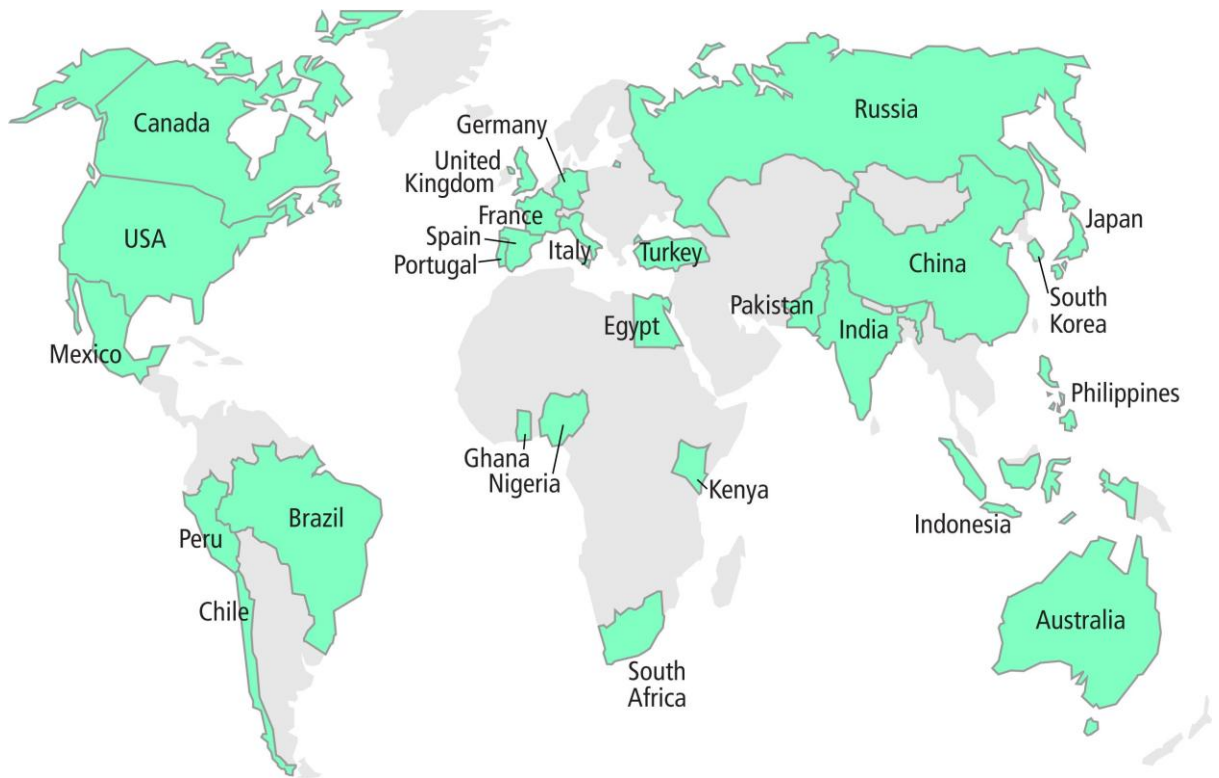 Canada
USA
Mexico
Peru
Brazil
Chile
Germany
United
Kingdom
France
Spain
Portugal
Italy
Turkey
Egypt
Ghana
Nigeria
Kenya
South
Africa
Russia
China
Japan
South
Korea
Pakistan
India
Philippines
Indonesia
Australia